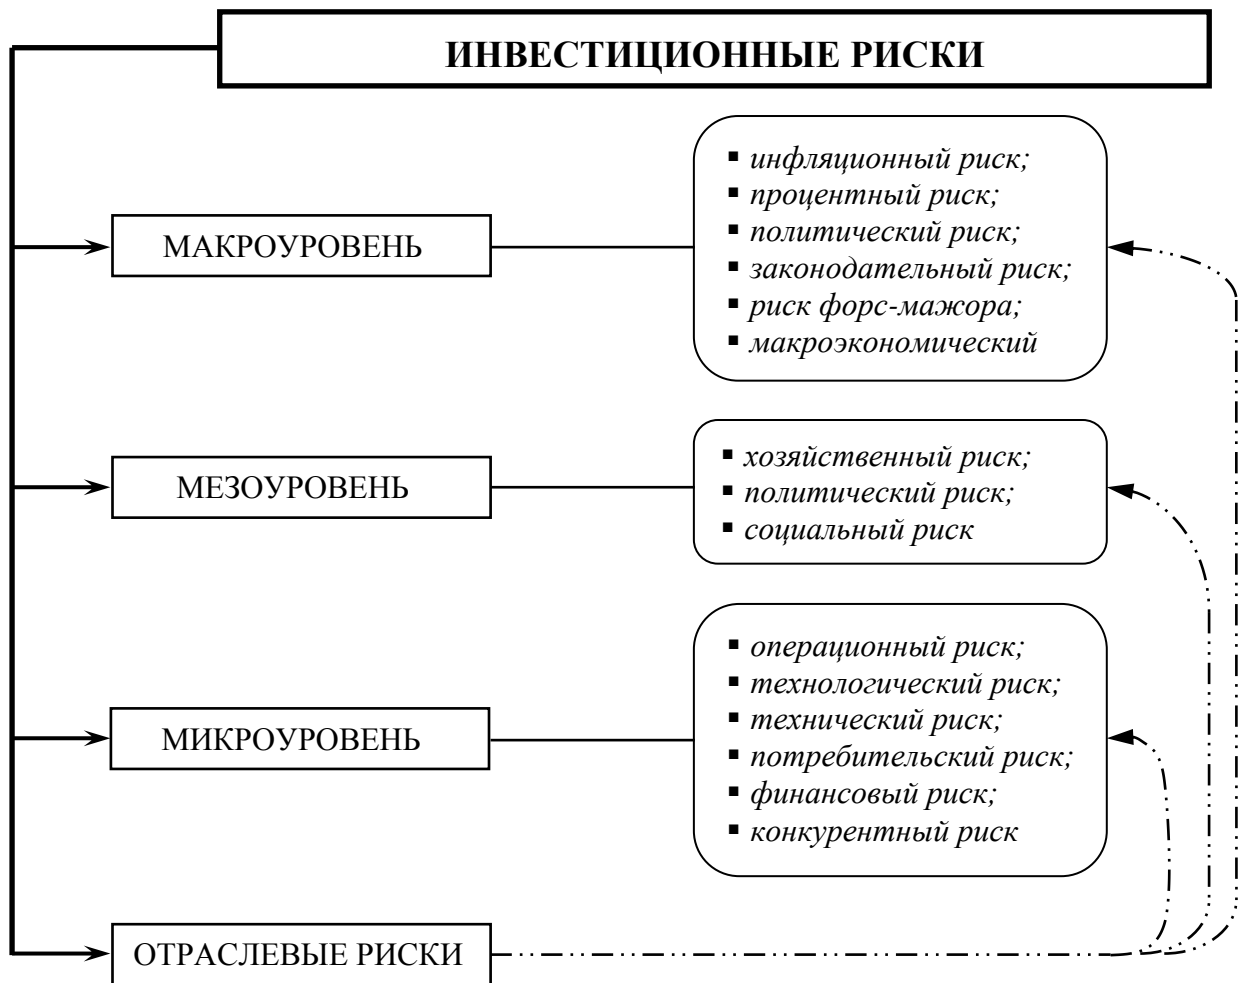 ИНВЕСТИЦИОННЫЕ РИСКИ
МАКРОУРОВЕНЬ
▪ инфляционный риск;
▪ процентный риск;
▪ политический риск;
▪ законодательный риск;
▪ риск форс-мажора;
▪ макроэкономический
МЕЗОУРОВЕНЬ
▪ хозяйственный риск;
▪ политический риск;
▪ социальный риск
МИКРОУРОВЕНЬ
▪ операционный риск;
▪ технологический риск;
▪ технический риск;
▪ потребительский риск;
▪ финансовый риск;
▪ конкурентный риск
ОТРАСЛЕВЫЕ РИСКИ